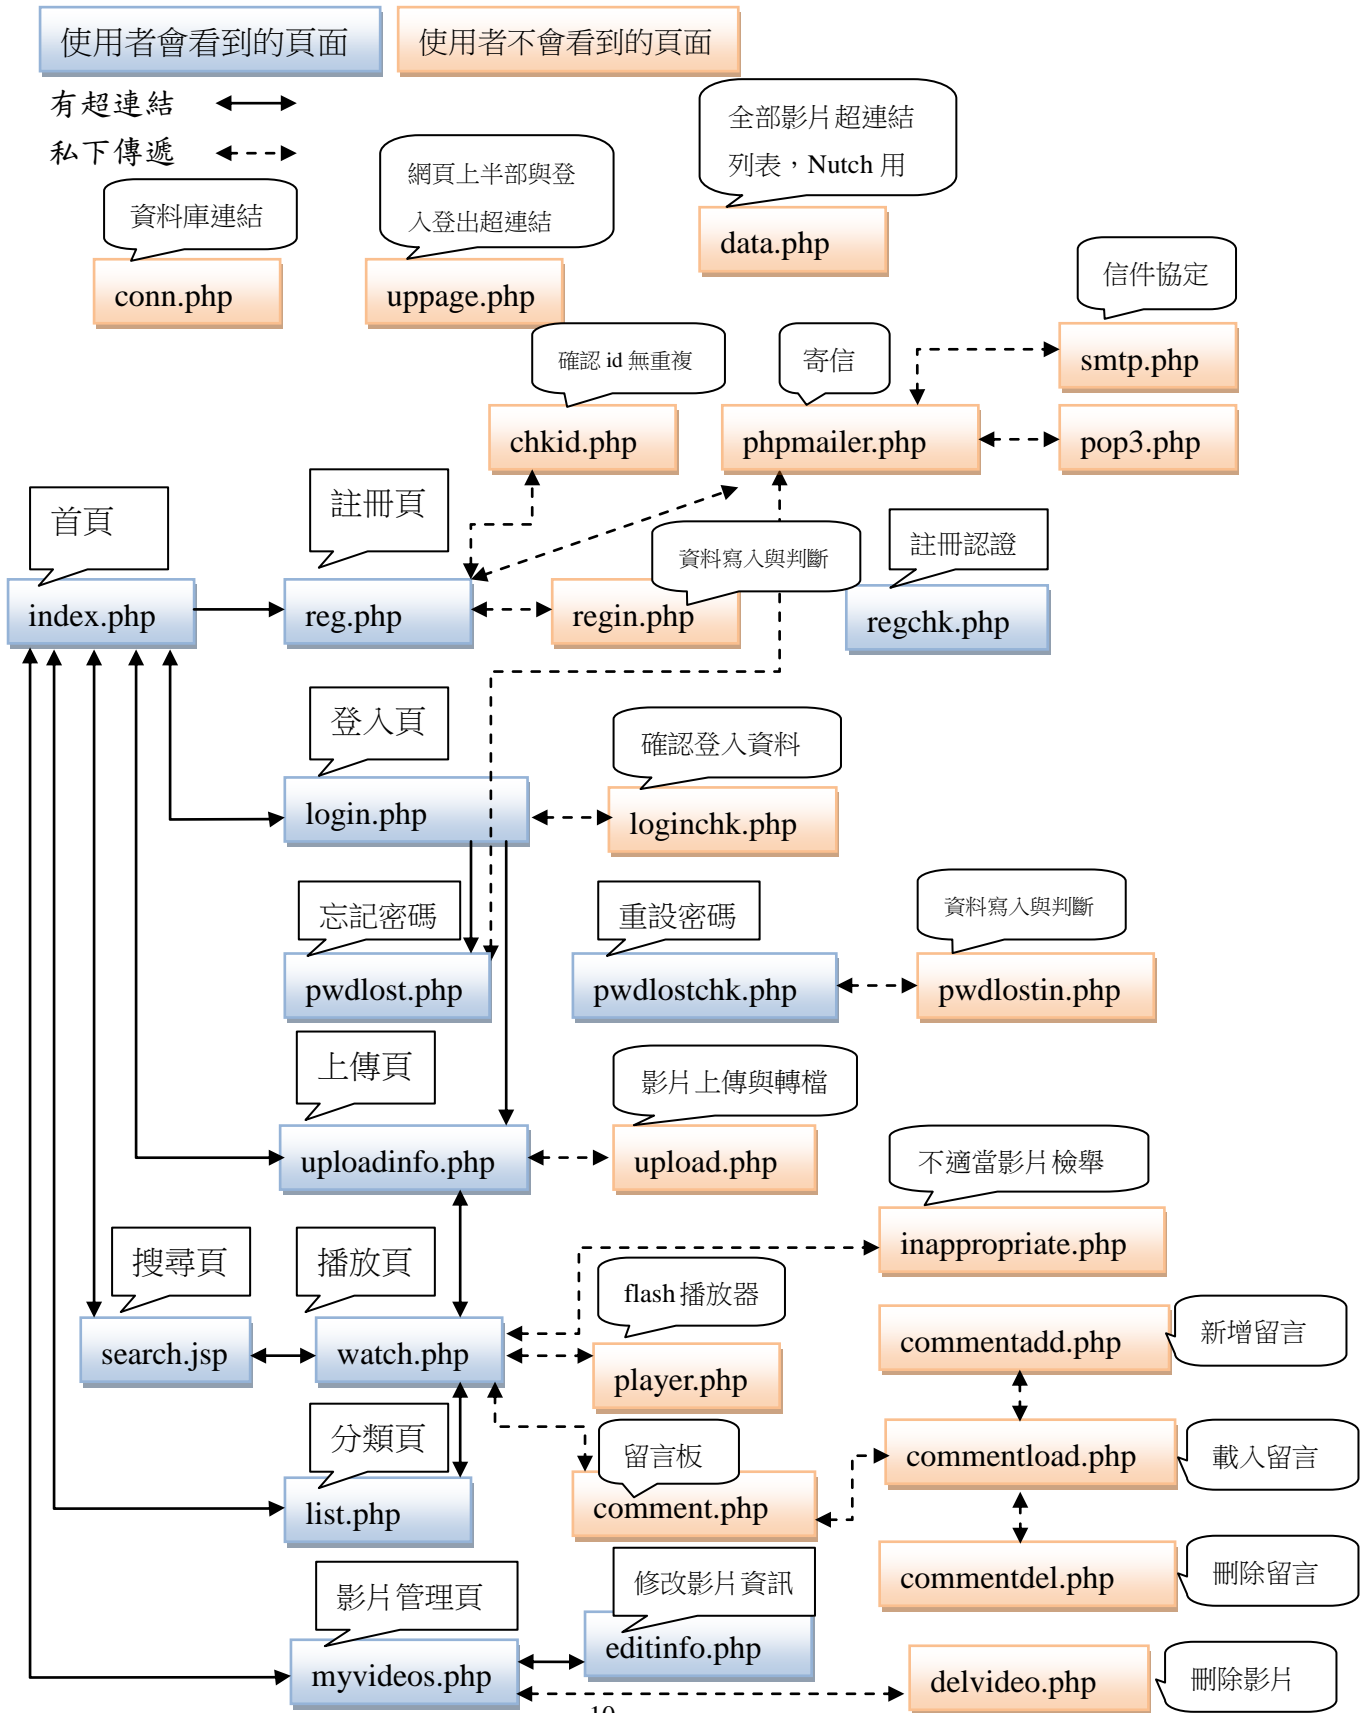 使用者會看到的頁面
使用者不會看到的頁面
有超連結
私下傳遞
全部影片超連結
列表，Nutch 用
網頁上半部與登
入登出超連結
資料庫連結
data.php
信件協定
conn.php
uppage.php
確認 id 無重複
寄信
smtp.php
chkid.php
phpmailer.php
pop3.php
首頁
註冊頁
資料寫入與判斷
註冊認證
index.php
reg.php
regin.php
regchk.php
登入頁
確認登入資料
login.php
loginchk.php
忘記密碼
重設密碼
資料寫入與判斷
pwdlost.php
pwdlostchk.php
pwdlostin.php
上傳頁
影片上傳與轉檔
uploadinfo.php
upload.php
不適當影片檢舉
inappropriate.php
搜尋頁
播放頁
flash 播放器
search.jsp
watch.php
player.php
commentadd.php
新增留言
分類頁
留言板
commentload.php
載入留言
list.php
comment.php
commentdel.php
刪除留言
影片管理頁
修改影片資訊
myvideos.php
editinfo.php
delvideo.php
刪除影片